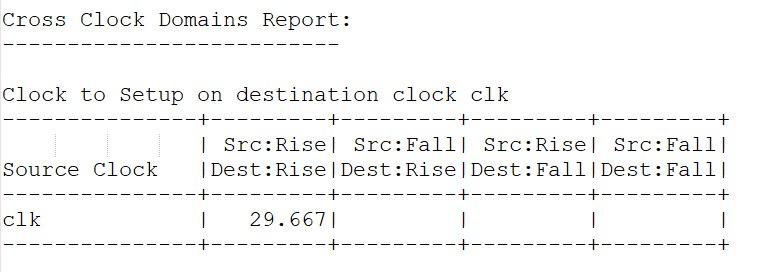 Cross Clock Domains Report:
--------------------------

Clock to Setup on destination clock clk
---------------+---------+---------+---------+---------+
               | Src:Rise| Src:Fall| Src:Rise| Src:Fall|
Source Clock   |Dest:Rise|Dest:Rise|Dest:Fall|Dest:Fall|
---------------+---------+---------+---------+---------+
clk            |   29.667|         |         |         |
---------------+---------+---------+---------+---------+